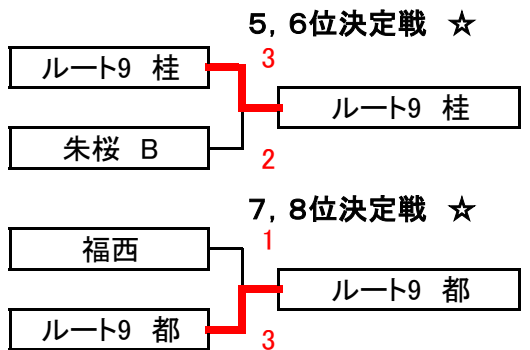 5，6位決定戦　☆
ルート9　桂
3
ルート9　桂
朱桜　B
2
7，8位決定戦　☆
福西
1
ルート9　都
ルート9　都
3